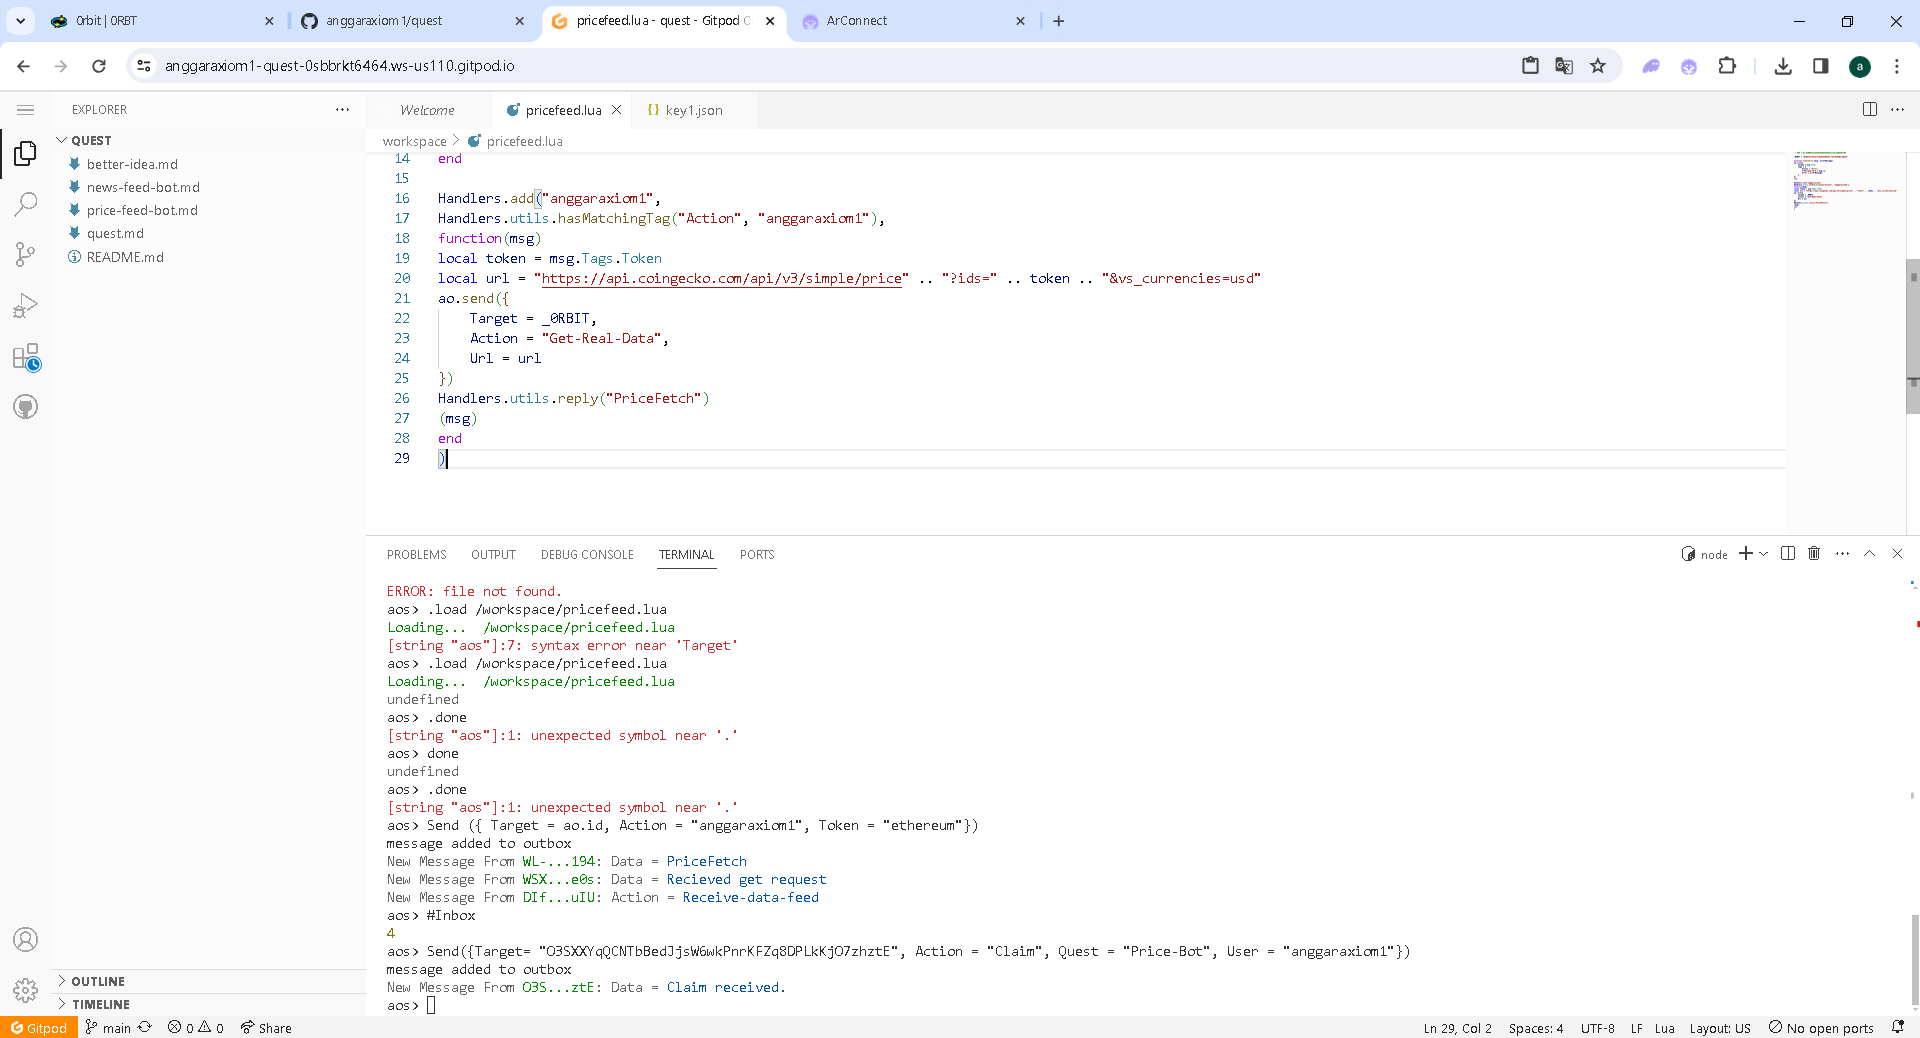 0rbit | 0RBT
anggaraxiom1/quest
pricefeed.lua - quest - Gitpod C
ArConnect
anggaraxiom1-quest-0sbbrkt6464.ws-us110.gitpod.io
a
EXPLORER
QUEST
better-idea.md
news-feed-bot.md
price-feed-bot.md
quest.md
README.md
OUTLINE
TIMELINE
Welcome
pricefeed.lua
key1.json
workspace > pricefeed.lua
14 end
15
16 Handlers.add("anggaraxiom1",
17 Handlers.utils.hasMatchingTag("Action", "anggaraxiom1"),
18 function(msg)
19 local token = msg.Tags.Token
20 local url = "https://api.coingecko.com/api/v3/simple/price" .. "?ids=" .. token .. "&vs_currencies=usd"
21 ao.send({
22 Target = _0RBIT,
23 Action = "Get-Real-Data",
24 Url = url
25 })
26 Handlers.utils.reply("PriceFetch")
27 (msg)
28 end
29 )
PROBLEMS OUTPUT DEBUG CONSOLE TERMINAL PORTS
node
ERROR: file not found.
aos> .load /workspace/pricefeed.lua
Loading... /workspace/pricefeed.lua
[string "aos"]:7: syntax error near 'Target'
aos> .load /workspace/pricefeed.lua
Loading... /workspace/pricefeed.lua
undefined
aos> .done
[string "aos"]:1: unexpected symbol near '.'
aos> done
undefined
aos> .done
[string "aos"]:1: unexpected symbol near '.'
aos> Send ({ Target = ao.id, Action = "anggaraxiom1", Token = "ethereum"})
message added to outbox
New Message From WL-...194: Data = PriceFetch
New Message From WSX...e0s: Data = Recieved get request
New Message From DIf...uIU: Action = Receive-data-feed
aos> #Inbox
4
aos> Send({Target= "O3SXXYqQCNTbBedJjsW6wkPnrKFZq8DPLkKjO7zhztE", Action = "Claim", Quest = "Price-Bot", User = "anggaraxiom1"})
message added to outbox
New Message From O3S...ztE: Data = Claim received.
aos>
Gitpod main 0 0 Share
Ln 29, Col 2 Spaces: 4 UTF-8 LF Lua Layout: US No open ports